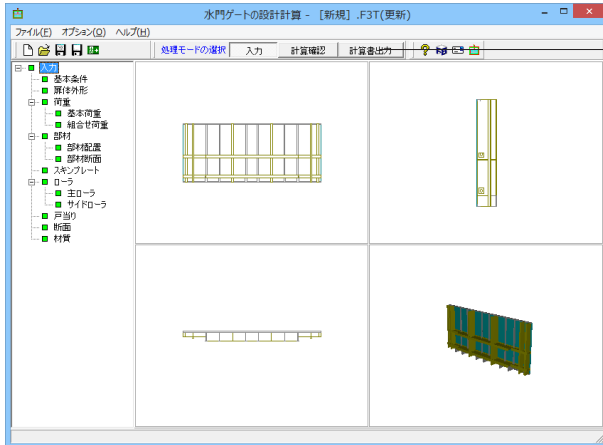 水門ゲートの設計計算 - [新規] .F3T(更新)
ファイル(F) オプション(O) ヘルプ(H)
処理モードの選択 入力 計算確認 計算書出力
入力
基本条件
扉体外形
荷重
基本荷重
組合せ荷重
部材
部材配置
部材断面
スキンプレート
ローラ
主ローラ
サイドローラ
戸当り
断面
材質